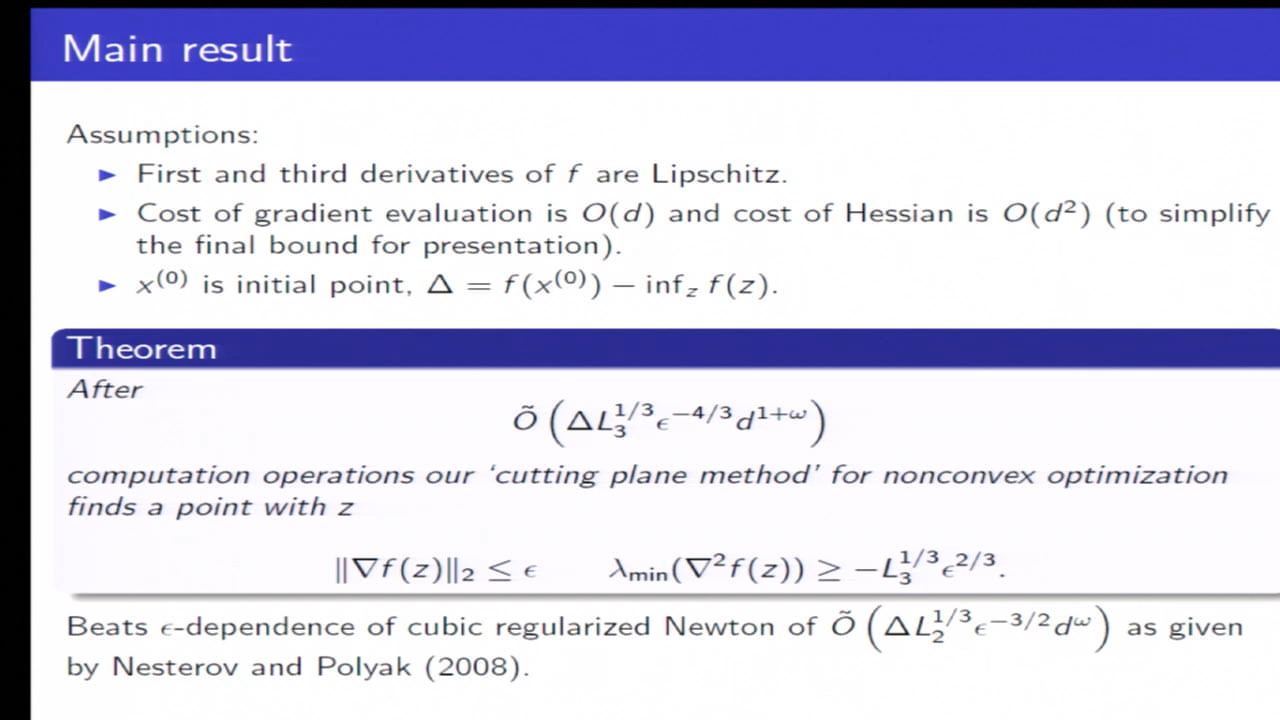 Main result
Assumptions:
► First and third derivatives of f are Lipschitz.
► Cost of gradient evaluation is O(d) and cost of Hessian is O(d²) (to simplify
the final bound for presentation).
► x⁽⁰⁾ is initial point, Δ = f(x⁽⁰⁾) − inf_z f(z).
Theorem
After
Õ (ΔL₃^{1/3} ϵ^{−4/3} d^{1+ω})
computation operations our ‘cutting plane method’ for nonconvex optimization
finds a point with z
‖∇f(z)‖₂ ≤ ϵ λ_min(∇²f(z)) ≥ −L₃^{1/3} ϵ^{2/3}.
Beats ϵ-dependence of cubic regularized Newton of Õ (ΔL₂^{1/3} ϵ^{−3/2} d^ω) as given
by Nesterov and Polyak (2008).